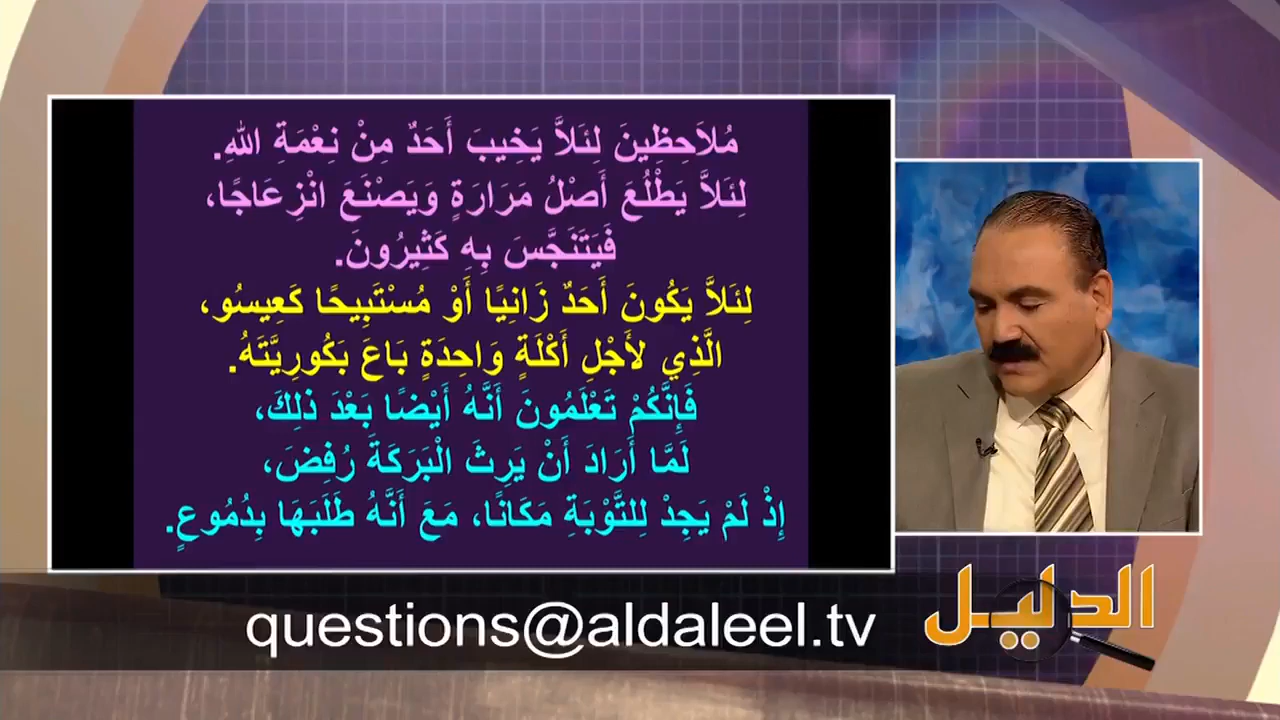 مُلاَحِظِينَ لِئَلاَّ يَخِيبَ أَحَدٌ مِنْ نِعْمَةِ اللهِ.
لِئَلاَّ يَطْلُعَ أَصْلُ مَرَارَةٍ وَيَصْنَعَ انْزِعَاجًا،
فَيَتَنَجَّسَ بِهِ كَثِيرُونَ.
لِئَلاَّ يَكُونَ أَحَدٌ زَانِيًا أَوْ مُسْتَبِيحًا كَعِيسُو،
الَّذِي لأَجْلِ أَكْلَةٍ وَاحِدَةٍ بَاعَ بَكُورِيَّتَهُ.
فَإِنَّكُمْ تَعْلَمُونَ أَنَّهُ أَيْضًا بَعْدَ ذلِكَ،
لَمَّا أَرَادَ أَنْ يَرِثَ الْبَرَكَةَ رُفِضَ،
إِذْ لَمْ يَجِدْ لِلتَّوْبَةِ مَكَانًا، مَعَ أَنَّهُ طَلَبَهَا بِدُمُوعٍ.
الدليل
questions@aldaleel.tv